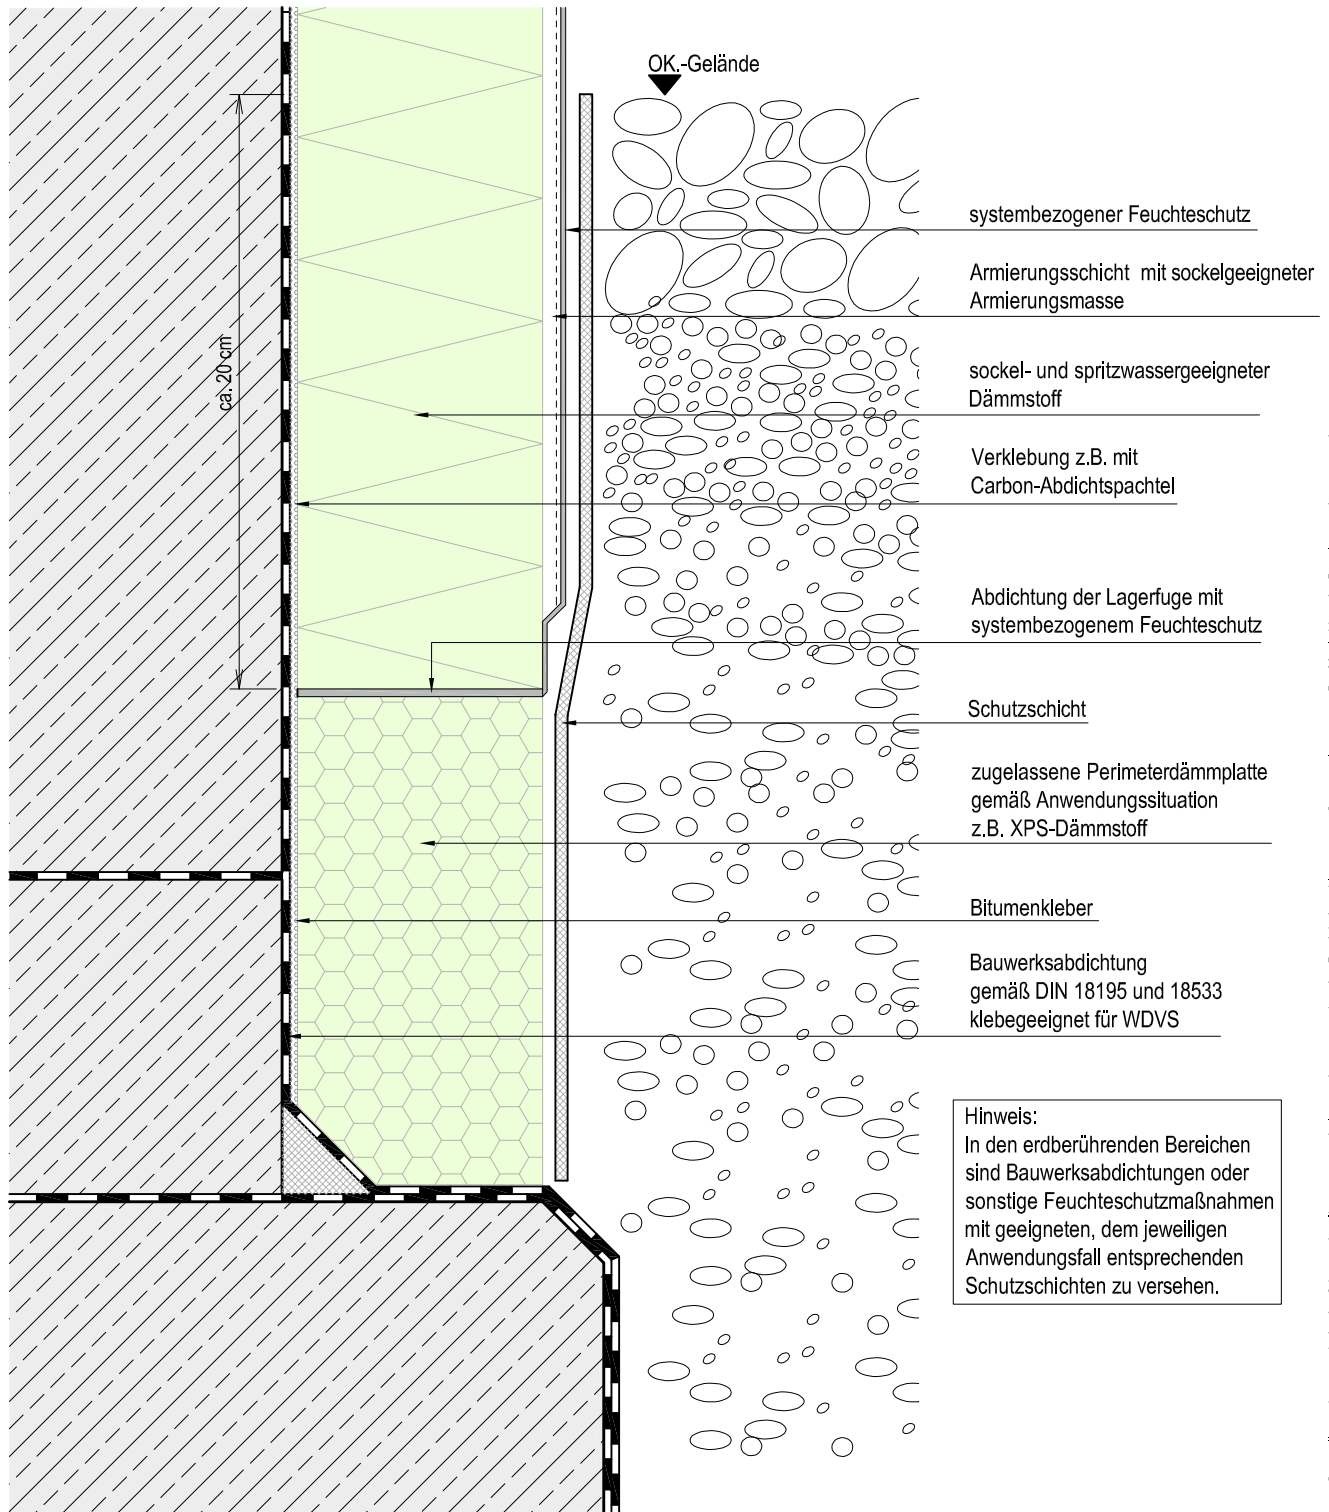 OK.-Gelände
systembezogener Feuchteschutz
Armierungsschicht mit sockelgeeigneter
Armierungsmasse
ca. 20 cm
sockel- und spritzwassergeeigneter
Dämmstoff
Verklebung z.B. mit
Carbon-Abdichtspachtel
Abdichtung der Lagerfuge mit
systembezogenem Feuchteschutz
Schutzschicht
zugelassene Perimeterdämmplatte
gemäß Anwendungssituation
z.B. XPS-Dämmstoff
Bitumenkleber
Bauwerksabdichtung
gemäß DIN 18195 und 18533
klebegeeignet für WDVS
Hinweis:
In den erdberührenden Bereichen
sind Bauwerksabdichtungen oder
sonstige Feuchteschutzmaßnahmen
mit geeigneten, dem jeweiligen
Anwendungsfall entsprechenden
Schutzschichten zu versehen.